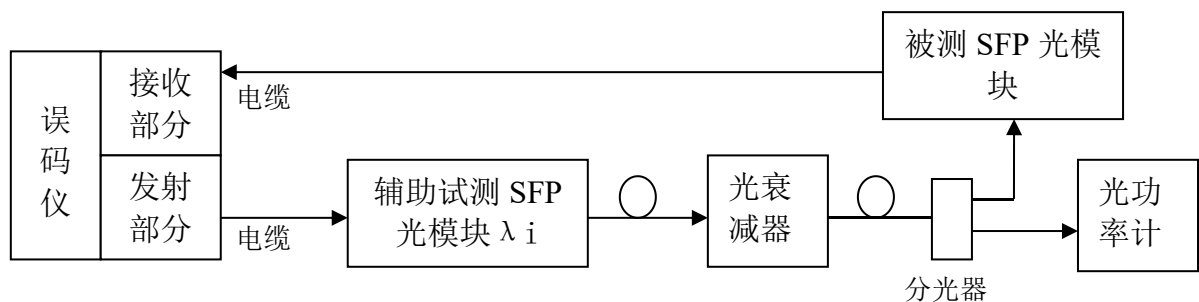 误码仪
接收
部分
发射
部分
电缆
电缆
辅助试测 SFP
光模块 λi
光衰
减器
分光器
被测 SFP 光模
块
光功
率计